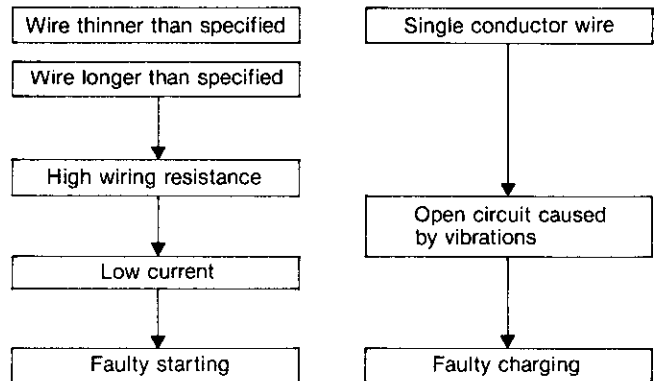 Wire thinner than specified
Wire longer than specified
High wiring resistance
Low current
Faulty starting
Single conductor wire
Open circuit caused
by vibrations
Faulty charging